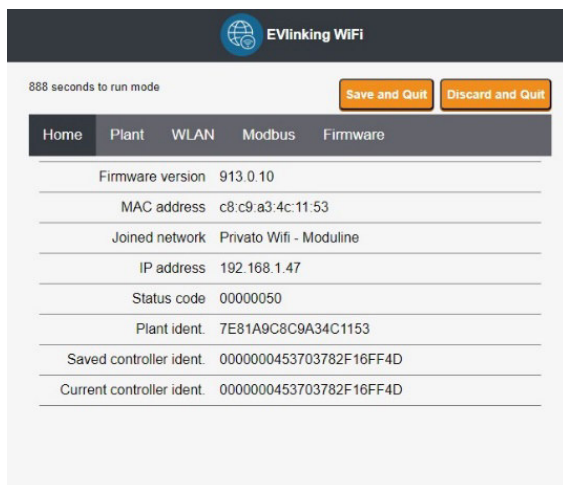 EVlinking WiFi
888 seconds to run mode
Save and Quit
Discard and Quit
Home Plant WLAN Modbus Firmware
Firmware version 913.0.10
MAC address c8:c9:a3:4c:11:53
Joined network Privato Wifi - Moduline
IP address 192.168.1.47
Status code 00000050
Plant ident. 7E81A9C8C9A34C1153
Saved controller ident. 0000000453703782F16FF4D
Current controller ident. 0000000453703782F16FF4D